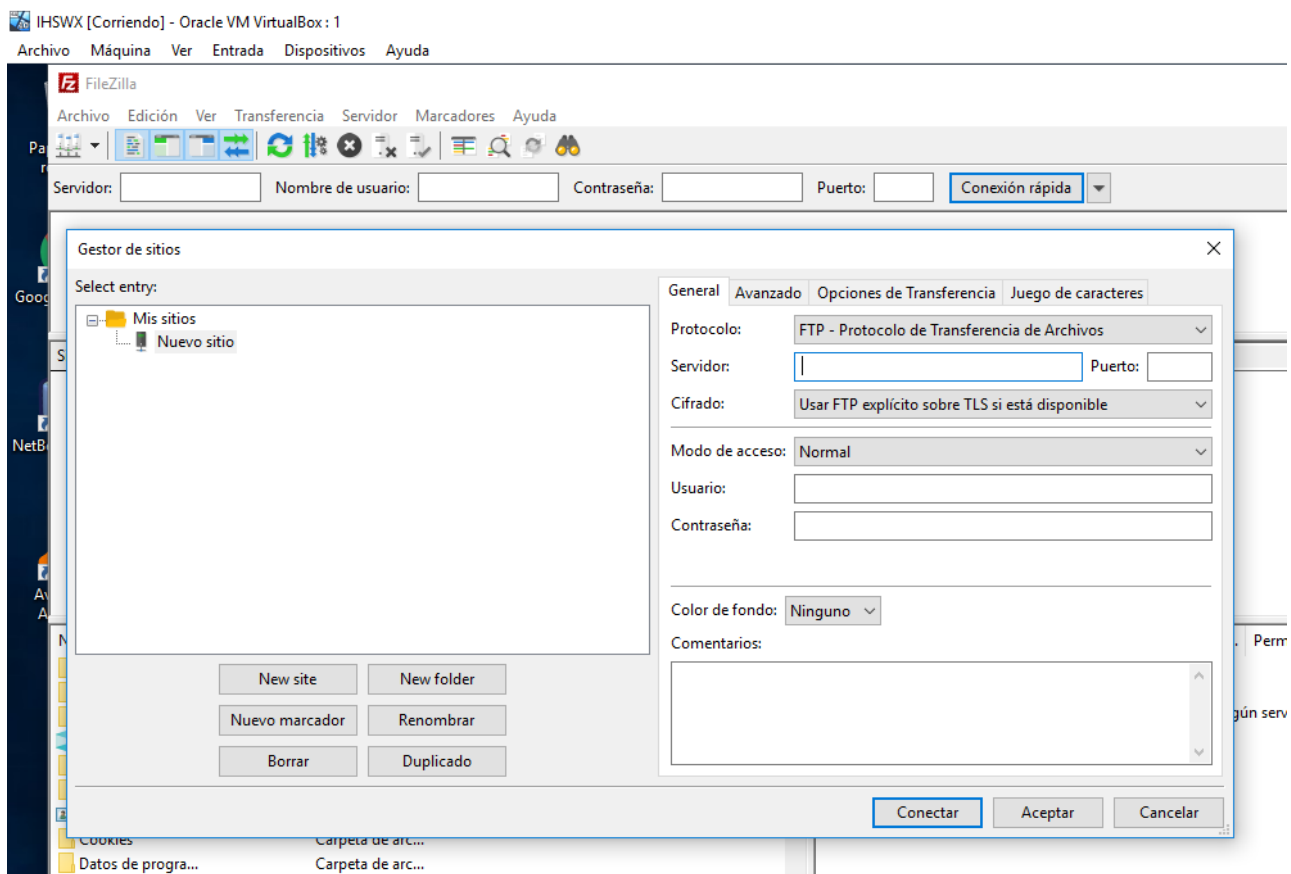 IHSWX [Corriendo] - Oracle VM VirtualBox : 1
Archivo Máquina Ver Entrada Dispositivos Ayuda
FileZilla
Archivo Edición Ver Transferencia Servidor Marcadores Ayuda
Servidor: Nombre de usuario: Contraseña: Puerto: Conexión rápida
Gestor de sitios
Select entry:
Mis sitios
Nuevo sitio
New site New folder
Nuevo marcador Renombrar
Borrar Duplicado
General Avanzado Opciones de Transferencia Juego de caracteres
Protocolo: FTP - Protocolo de Transferencia de Archivos
Servidor: Puerto:
Cifrado: Usar FTP explícito sobre TLS si está disponible
Modo de acceso: Normal
Usuario:
Contraseña:
Color de fondo: Ninguno
Comentarios:
Conectar Aceptar Cancelar
Cookies Carpeta de arc...
Datos de progra... Carpeta de arc...